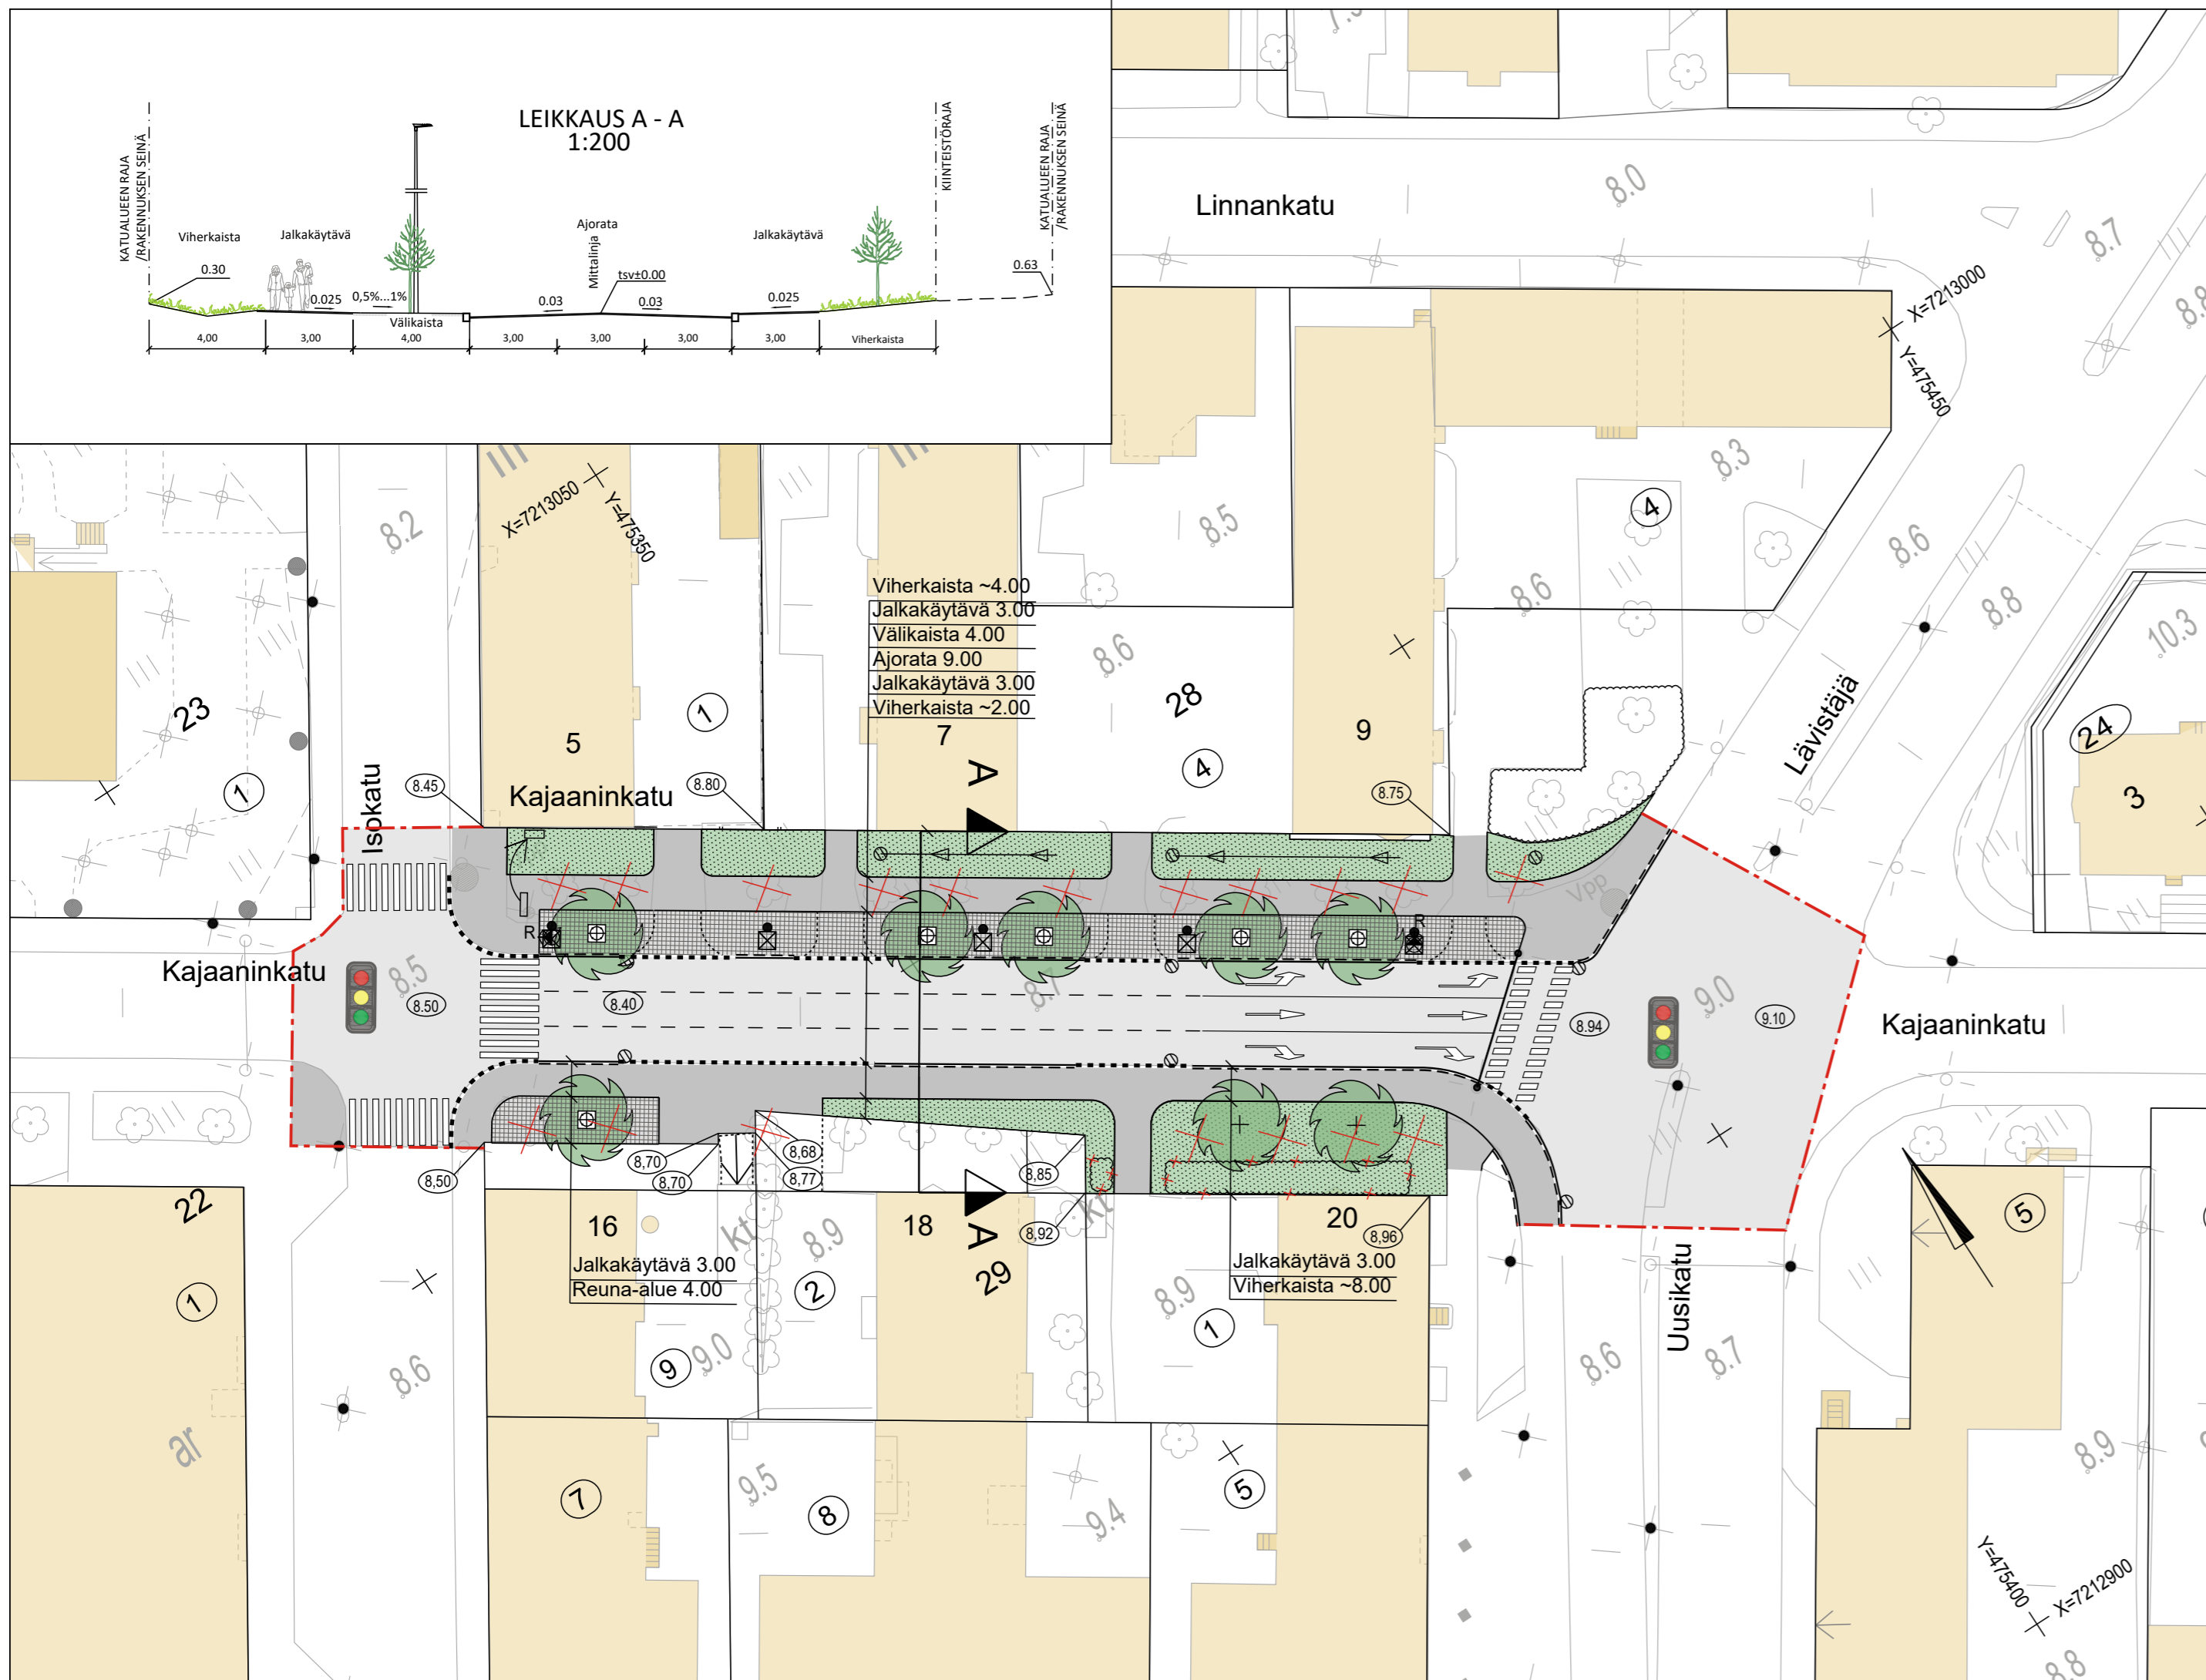 LEIKKAUS A - A
1:200
KATUALUEEN RAJA
/RAKENNUKSEN SEINÄ
KIINTEISTÖRAJA
KATUALUEEN RAJA
/RAKENNUKSEN SEINÄ
Viherkaista
Jalkakäytävä
Ajorata
Mittalinja
Jalkakäytävä
0.30
0.025
0,5%...1%
0.03
tsv±0.00
0.03
0.025
0.63
Välikaista
4,00
3,00
4,00
3,00
3,00
3,00
3,00
Viherkaista
Linnankatu
8.0
8.7
X=7213000
Y=475450
8.2
X=7213050
Y=475350
8.5
8.3
4
8.6
8.6
8.8
10.3
Viherkaista ~4.00
Jalkakäytävä 3.00
Välikaista 4.00
Ajorata 9.00
Jalkakäytävä 3.00
Viherkaista ~2.00
8.6
23
1
5
1
7
28
4
9
Lävistäjä
24
3
Isokatu
8.45
Kajaaninkatu
8.80
A
8.75
Vpp
R
R
Kajaaninkatu
8.5
8.50
8.40
8.7
8.94
9.0
9.10
Kajaaninkatu
8,50
8,70
8,70
8,68
8,77
8,85
8,92
8,96
22
1
16
kt
8.9
18
A
29
kt
20
5
Jalkakäytävä 3.00
Reuna-alue 4.00
2
Jalkakäytävä 3.00
Viherkaista ~8.00
8.9
1
Uusikatu
9
9.0
8.6
8.6
8.7
ar
7
9.5
8
9.4
5
8.9
Y=475400
X=7212900
8.8